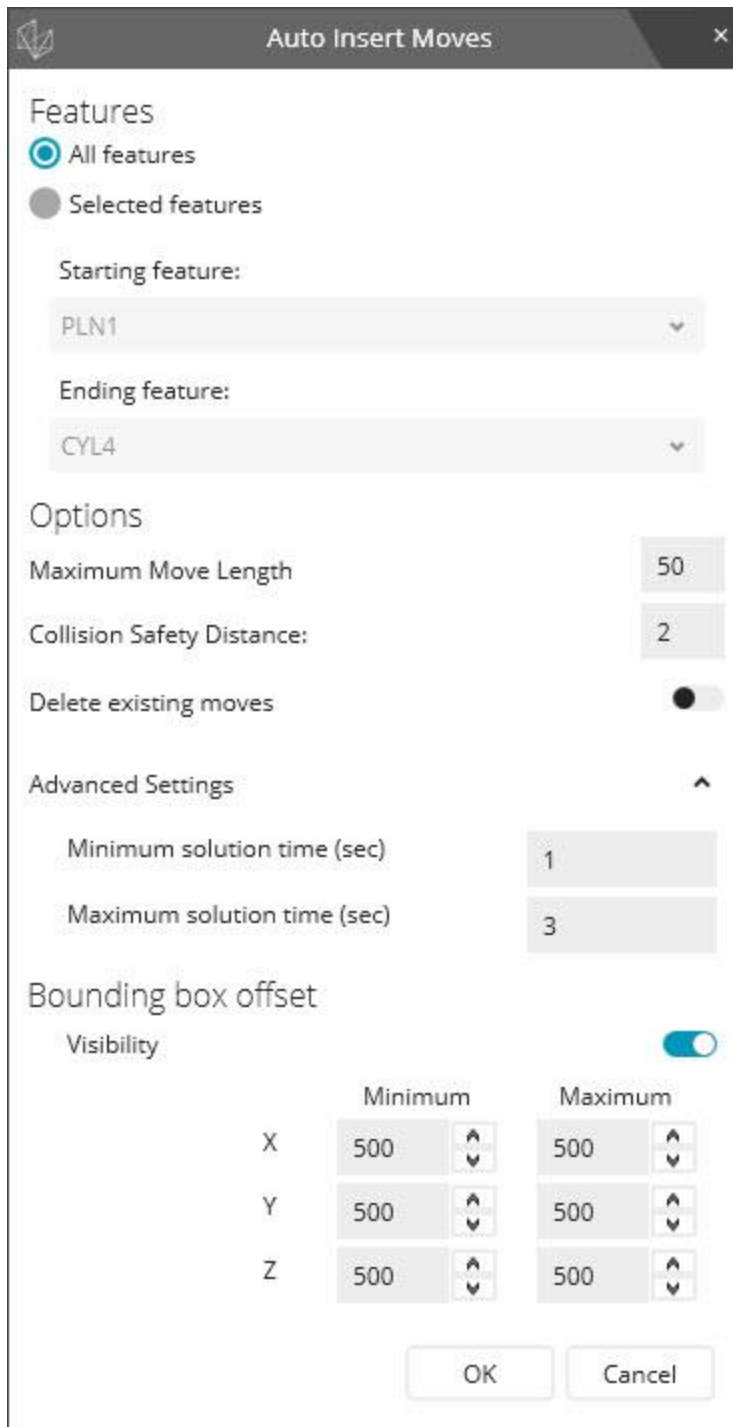 Auto Insert Moves
Features
All features
Selected features
Starting feature:
PLN1
Ending feature:
CYL4
Options
Maximum Move Length 50
Collision Safety Distance: 2
Delete existing moves
Advanced Settings
Minimum solution time (sec) 1
Maximum solution time (sec) 3
Bounding box offset
Visibility
Minimum Maximum
X 500 500
Y 500 500
Z 500 500
OK Cancel